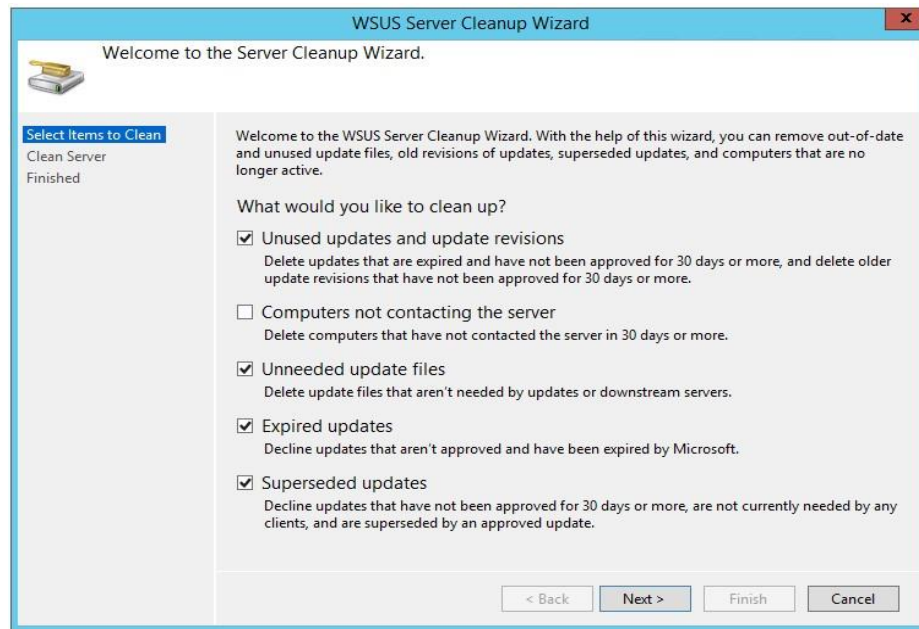 WSUS Server Cleanup Wizard
x
Welcome to the Server Cleanup Wizard.
Select Items to Clean
Clean Server
Finished
Welcome to the WSUS Server Cleanup Wizard. With the help of this wizard, you can remove out-of-date
and unused update files, old revisions of updates, superseded updates, and computers that are no
longer active.
What would you like to clean up?
Unused updates and update revisions
Delete updates that are expired and have not been approved for 30 days or more, and delete older
update revisions that have not been approved for 30 days or more.
Computers not contacting the server
Delete computers that have not contacted the server in 30 days or more.
Unneeded update files
Delete update files that aren't needed by updates or downstream servers.
Expired updates
Decline updates that aren't approved and have been expired by Microsoft.
Superseded updates
Decline updates that have not been approved for 30 days or more, are not currently needed by any
clients, and are superseded by an approved update.
< Back
Next >
Finish
Cancel